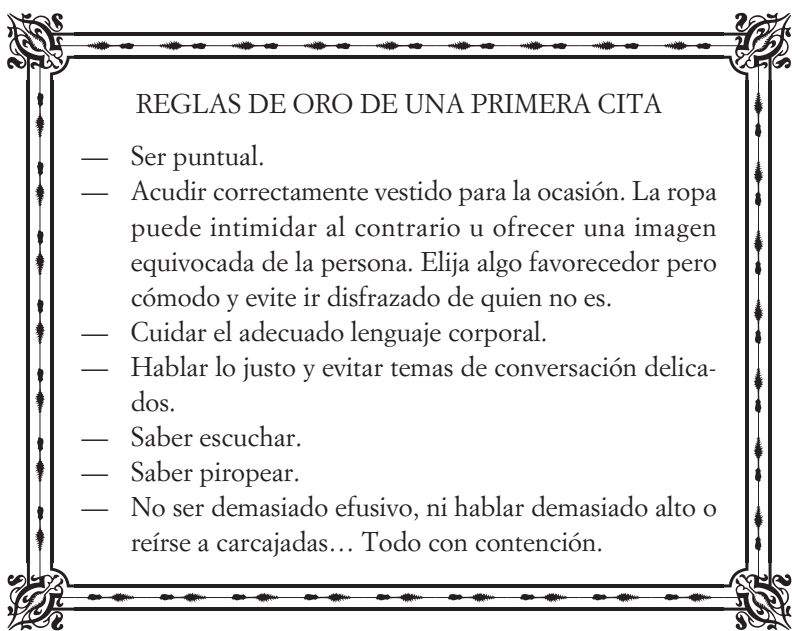 REGLAS DE ORO DE UNA PRIMERA CITA
— Ser puntual.
— Acudir correctamente vestido para la ocasión. La ropa
puede intimidar al contrario u ofrecer una imagen
equivocada de la persona. Elija algo favorecedor pero
cómodo y evite ir disfrazado de quien no es.
— Cuidar el adecuado lenguaje corporal.
— Hablar lo justo y evitar temas de conversación delica-
dos.
— Saber escuchar.
— Saber piropear.
— No ser demasiado efusivo, ni hablar demasiado alto o
reírse a carcajadas… Todo con contención.